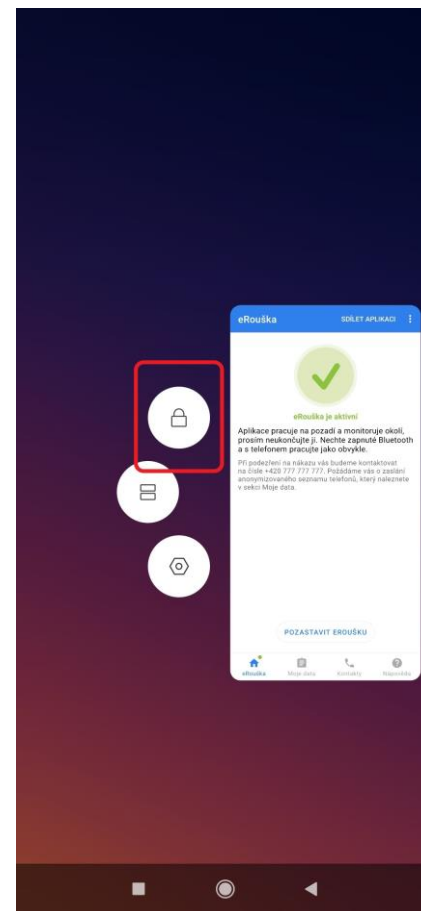 eRouška SDÍLET APLIKACI
eRouška je aktivní
Aplikace pracuje na pozadí a monitoruje okolí,
prosím neukončujte ji. Nechte zapnuté Bluetooth
a s telefonem pracujte jako obvykle.
Při podezření na nákazu vás budeme kontaktovat
na čísle +420 777 777 777. Požádáme vás o zaslání
anonymizovaného seznamu telefonů, který naleznete
v sekci Moje data.
POZASTAVIT EROUŠKU
eRouška Moje data Kontakty Nápověda